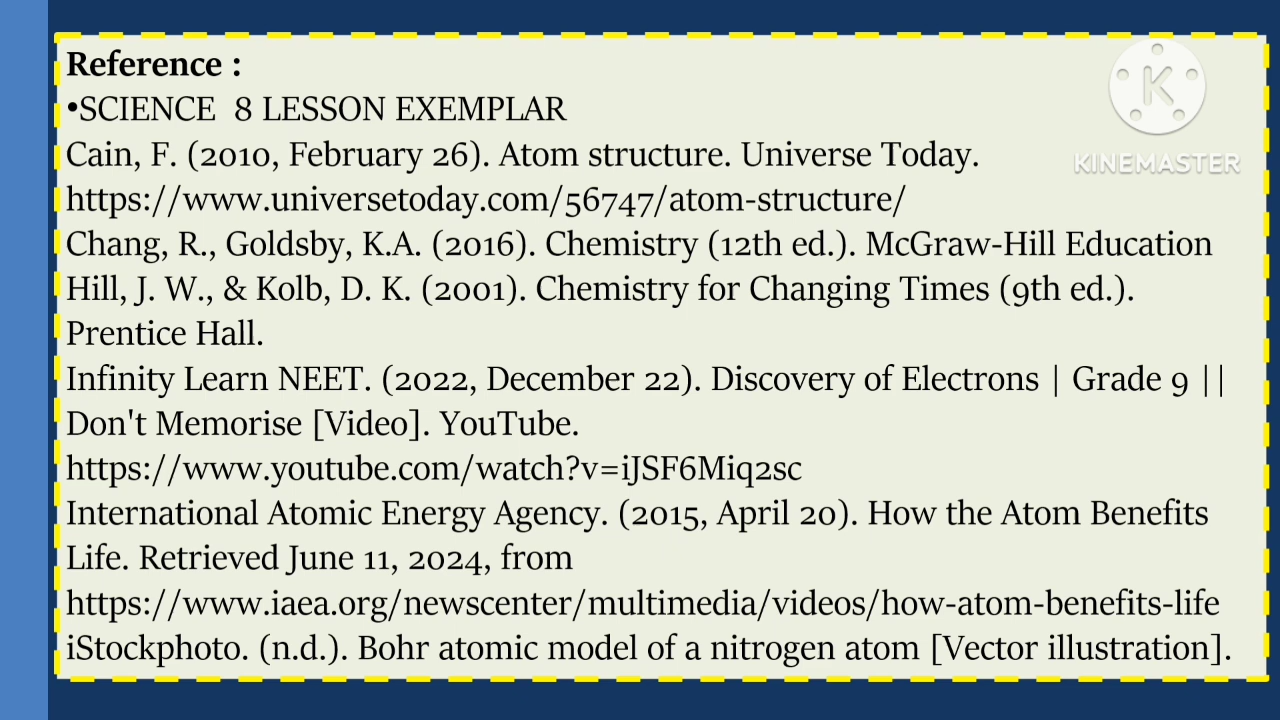 Reference :
•SCIENCE 8 LESSON EXEMPLAR
Cain, F. (2010, February 26). Atom structure. Universe Today.
https://www.universetoday.com/56747/atom-structure/
Chang, R., Goldsby, K.A. (2016). Chemistry (12th ed.). McGraw-Hill Education
Hill, J. W., & Kolb, D. K. (2001). Chemistry for Changing Times (9th ed.).
Prentice Hall.
Infinity Learn NEET. (2022, December 22). Discovery of Electrons | Grade 9 ||
Don't Memorise [Video]. YouTube.
https://www.youtube.com/watch?v=iJSF6Miq2sc
International Atomic Energy Agency. (2015, April 20). How the Atom Benefits
Life. Retrieved June 11, 2024, from
https://www.iaea.org/newscenter/multimedia/videos/how-atom-benefits-life
iStockphoto. (n.d.). Bohr atomic model of a nitrogen atom [Vector illustration].
K
KINEMASTER